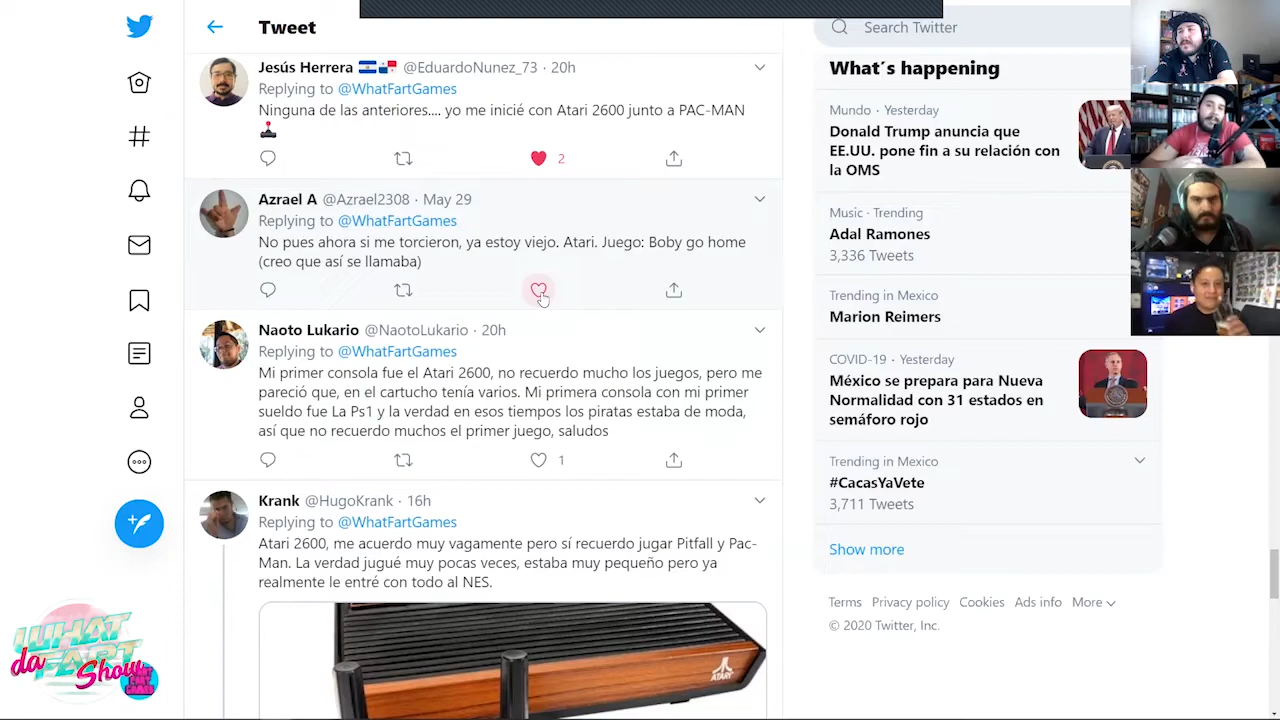 Tweet
Search Twitter
Jesús Herrera @EduardoNunez_73 · 20h
Replying to @WhatFartGames
Ninguna de las anteriores.... yo me inicié con Atari 2600 junto a PAC-MAN
2
Azrael A @Azrael2308 · May 29
Replying to @WhatFartGames
No pues ahora si me torcieron, ya estoy viejo. Atari. Juego: Boby go home
(creo que así se llamaba)
Naoto Lukario @NaotoLukario · 20h
Replying to @WhatFartGames
Mi primer consola fue el Atari 2600, no recuerdo mucho los juegos, pero me
pareció que, en el cartucho tenía varios. Mi primera consola con mi primer
sueldo fue La Ps1 y la verdad en esos tiempos los piratas estaba de moda,
así que no recuerdo muchos el primer juego, saludos
1
Krank @HugoKrank · 16h
Replying to @WhatFartGames
Atari 2600, me acuerdo muy vagamente pero sí recuerdo jugar Pitfall y Pac-
Man. La verdad jugué muy pocas veces, estaba muy pequeño pero ya
realmente le entré con todo al NES.
ATARI
What's happening
Mundo · Yesterday
Donald Trump anuncia que
EE.UU. pone fin a su relación con
la OMS
Music · Trending
Adal Ramones
3,336 Tweets
Trending in Mexico
Marion Reimers
COVID-19 · Yesterday
México se prepara para Nueva
Normalidad con 31 estados en
semáforo rojo
Trending in Mexico
#CacasYaVete
3,711 Tweets
Show more
Terms Privacy policy Cookies Ads info More
© 2020 Twitter, Inc.
WHAT
da FART
Show
WHAT
FART
GAMES